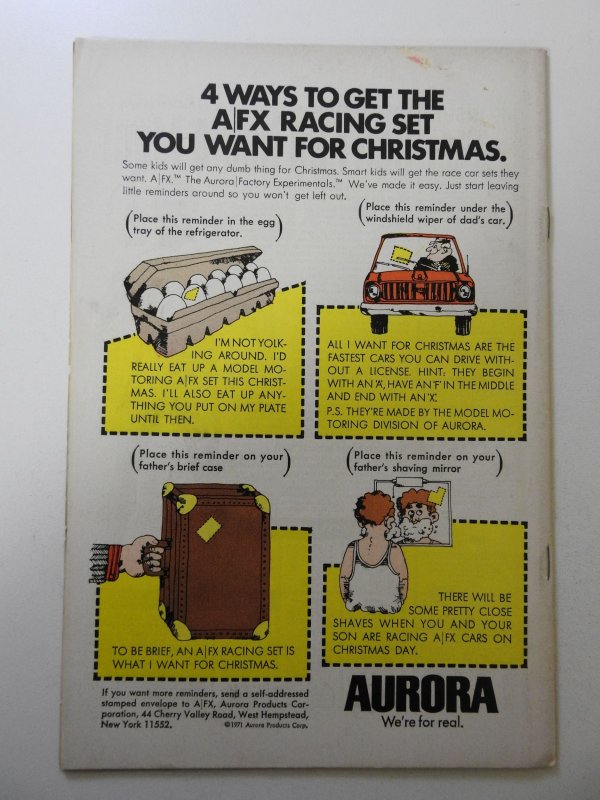 4 WAYS TO GET THE
A|FX RACING SET
YOU WANT FOR CHRISTMAS.
Some kids will get any dumb thing for Christmas. Smart kids will get the race car sets they
want. A|FX.™ The Aurora|Factory Experimentals.™ We've made it easy. Just start leaving
little reminders around so you won't get left out.
(Place this reminder in the egg
tray of the refrigerator.)
I'M NOT YOLK-
ING AROUND. I'D
REALLY EAT UP A MODEL MO-
TORING A|FX SET THIS CHRIST-
MAS. I'LL ALSO EAT UP ANY-
THING YOU PUT ON MY PLATE
UNTIL THEN.
(Place this reminder under the
windshield wiper of dad's car.)
ALL I WANT FOR CHRISTMAS ARE THE
FASTEST CARS YOU CAN DRIVE WITH-
OUT A LICENSE. HINT: THEY BEGIN
WITH AN 'A', HAVE AN 'F' IN THE MIDDLE
AND END WITH AN 'X'.
P.S. THEY'RE MADE BY THE MODEL MO-
TORING DIVISION OF AURORA.
(Place this reminder on your
father's brief case)
TO BE BRIEF, AN A|FX RACING SET IS
WHAT I WANT FOR CHRISTMAS.
(Place this reminder on your
father's shaving mirror)
THERE WILL BE
SOME PRETTY CLOSE
SHAVES WHEN YOU AND YOUR
SON ARE RACING A|FX CARS ON
CHRISTMAS DAY.
If you want more reminders, send a self-addressed
stamped envelope to A|FX, Aurora Products Cor-
poration, 44 Cherry Valley Road, West Hempstead,
New York 11552. ©1971 Aurora Products Corp.
AURORA
We're for real.